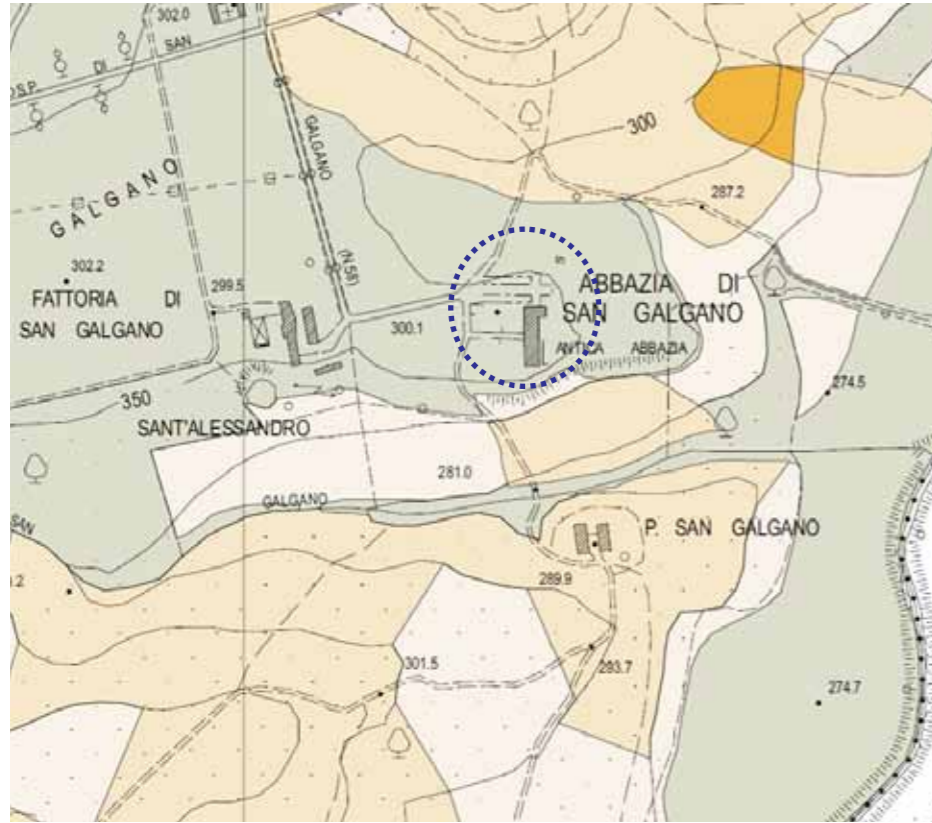 302.0
SAN
DI
S.P.
GALGANO
300
GALGANO
287.2
(N 58)
302.2
299.5
ABBAZIA DI
SAN GALGANO
FATTORIA DI
SAN GALGANO
300.1
ANTICA ABBAZIA
274.5
350
SANT'ALESSANDRO
281.0
GALGANO
SAN
P. SAN GALGANO
289.9
.2
301.5
293.7
274.7